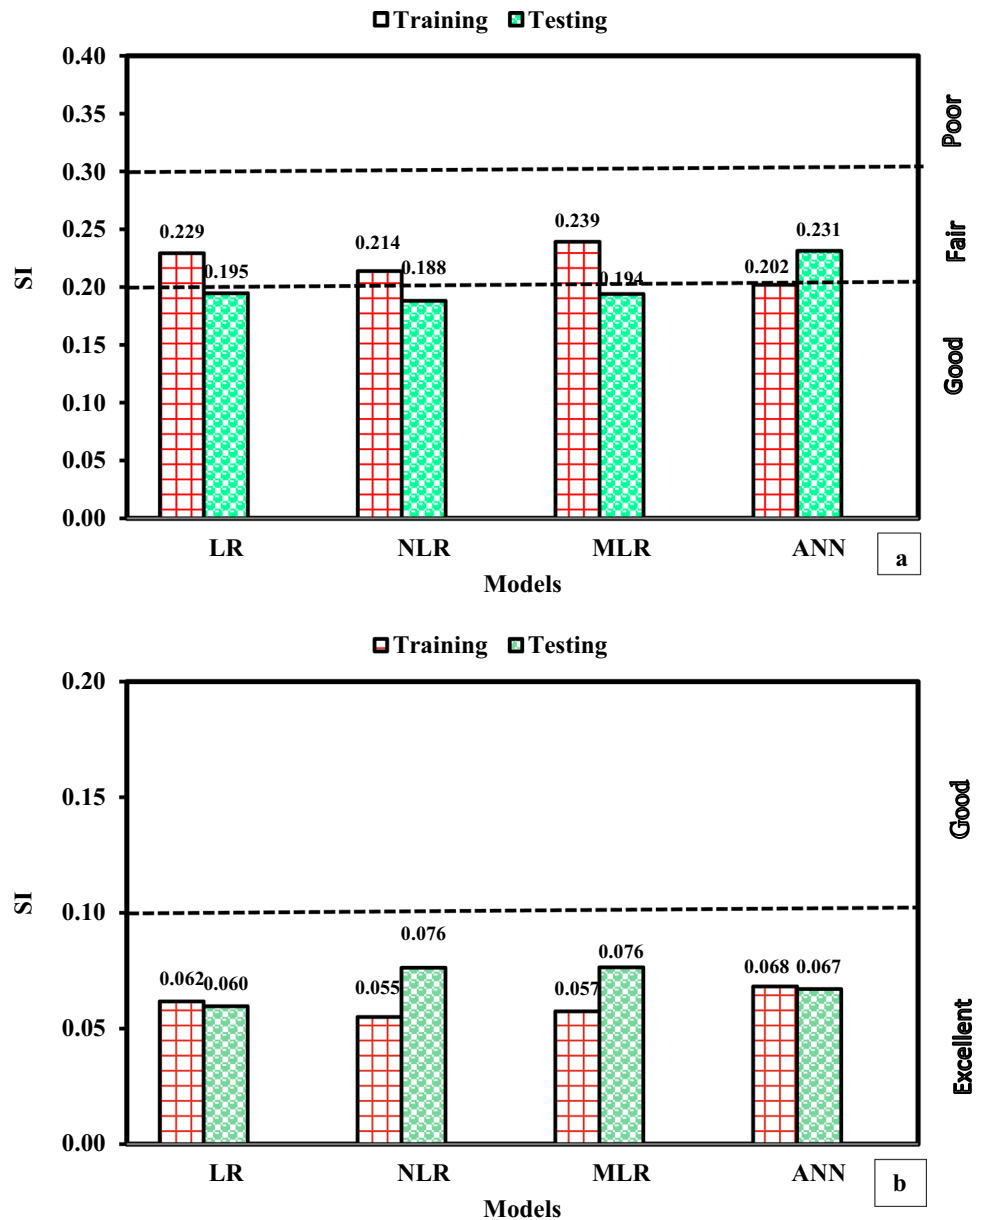 Training Testing
0.40
0.35
0.30
0.25
0.20
0.15
0.10
0.05
0.00
SI
0.229
0.195
0.214
0.188
0.239
0.194
0.202
0.231
Poor
Fair
Good
LR NLR MLR ANN
a
Models
Training Testing
0.20
0.15
0.10
0.05
0.00
SI
0.062
0.060
0.055
0.076
0.057
0.076
0.068
0.067
Good
Excellent
LR NLR MLR ANN
b
Models